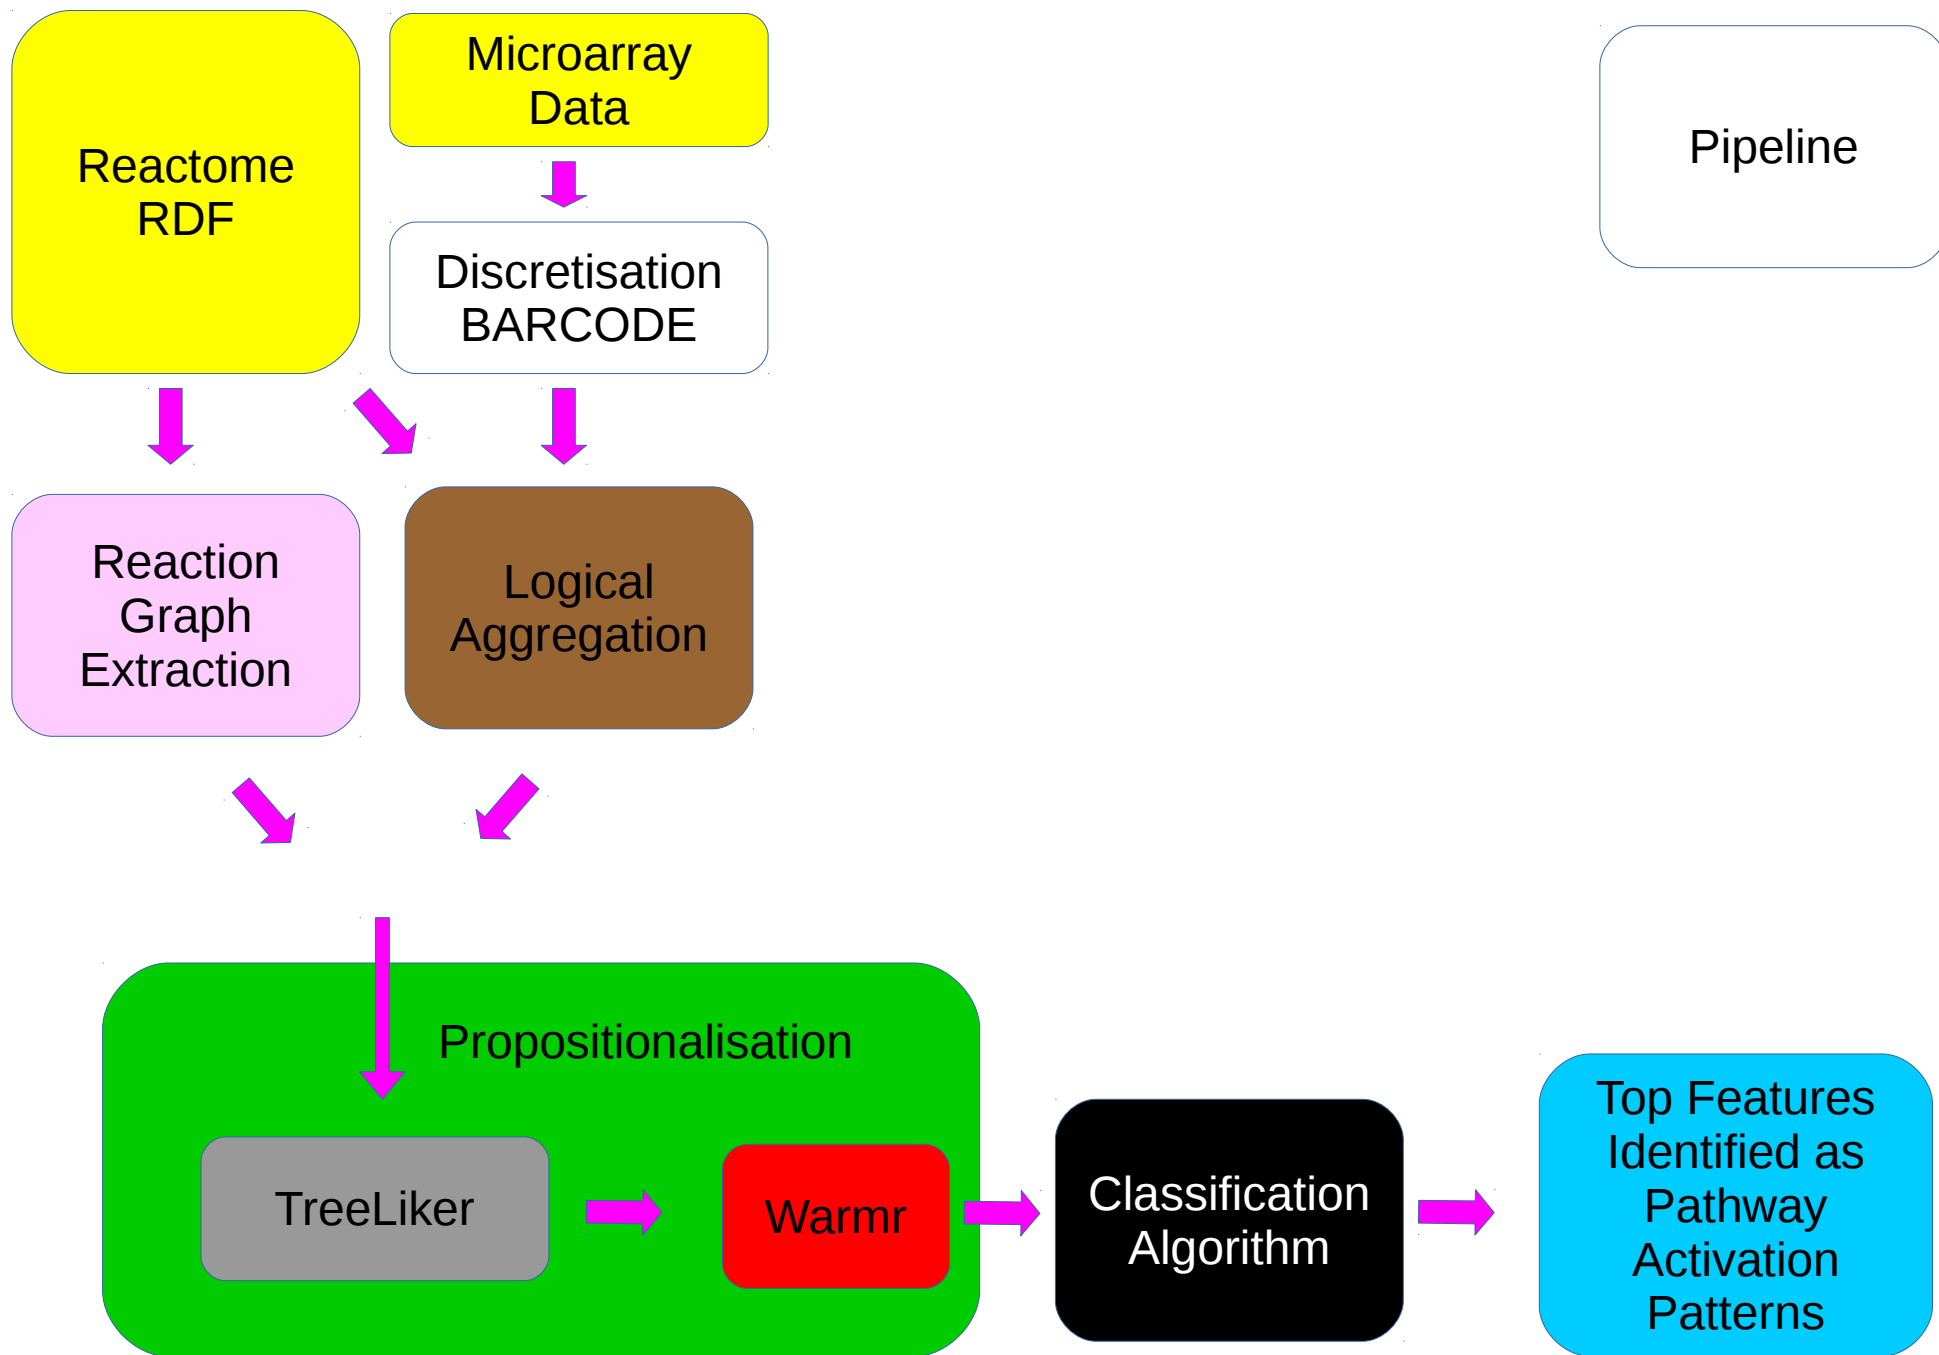 Reactome
RDF
Microarray
Data
Pipeline
Discretisation
BARCODE
Reaction
Graph
Extraction
Logical
Aggregation
Propositionalisation
TreeLiker
Warmr
Classification
Algorithm
Top Features
Identified as
Pathway
Activation
Patterns